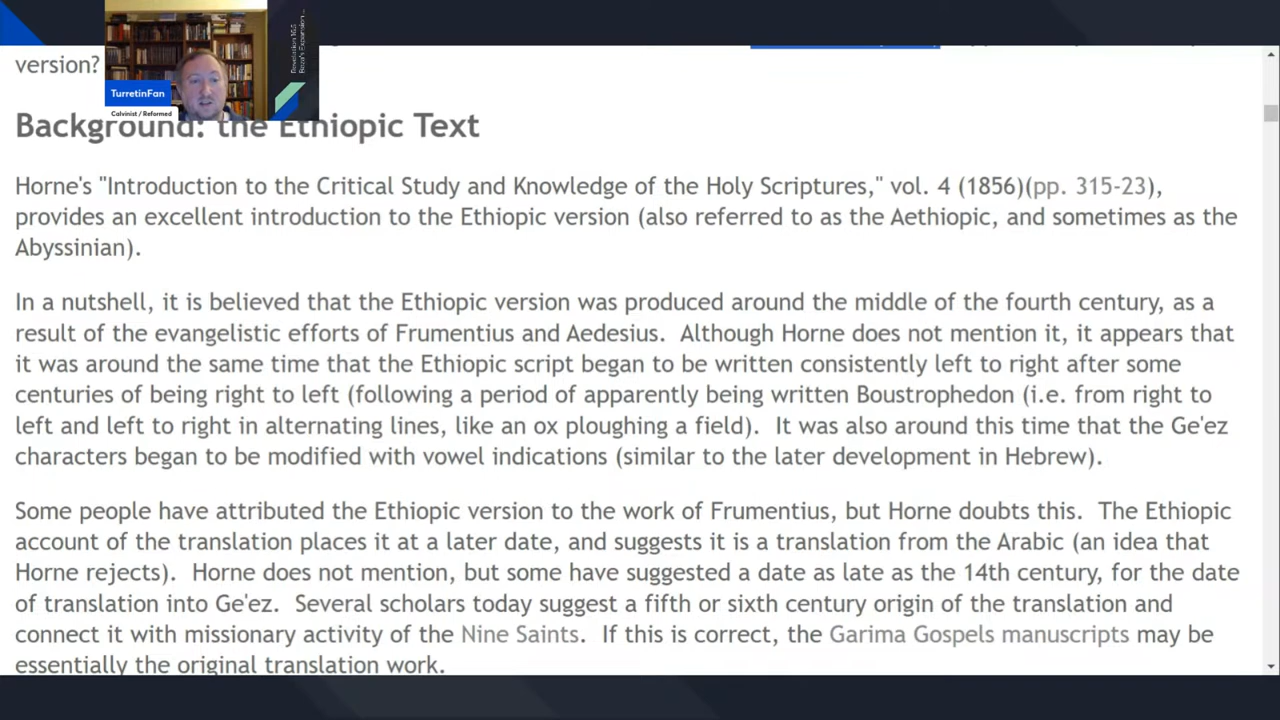 version?
TurretinFan
Calvinist / Reformed
Revelation 16:5
Background: the Ethiopic Text
Horne's "Introduction to the Critical Study and Knowledge of the Holy Scriptures," vol. 4 (1856)(pp. 315-23),
provides an excellent introduction to the Ethiopic version (also referred to as the Aethiopic, and sometimes as the
Abyssinian).
In a nutshell, it is believed that the Ethiopic version was produced around the middle of the fourth century, as a
result of the evangelistic efforts of Frumentius and Aedesius.  Although Horne does not mention it, it appears that
it was around the same time that the Ethiopic script began to be written consistently left to right after some
centuries of being right to left (following a period of apparently being written Boustrophedon (i.e. from right to
left and left to right in alternating lines, like an ox ploughing a field).  It was also around this time that the Ge'ez
characters began to be modified with vowel indications (similar to the later development in Hebrew).
Some people have attributed the Ethiopic version to the work of Frumentius, but Horne doubts this.  The Ethiopic
account of the translation places it at a later date, and suggests it is a translation from the Arabic (an idea that
Horne rejects).  Horne does not mention, but some have suggested a date as late as the 14th century, for the date
of translation into Ge'ez.  Several scholars today suggest a fifth or sixth century origin of the translation and
connect it with missionary activity of the Nine Saints.  If this is correct, the Garima Gospels manuscripts may be
essentially the original translation work.